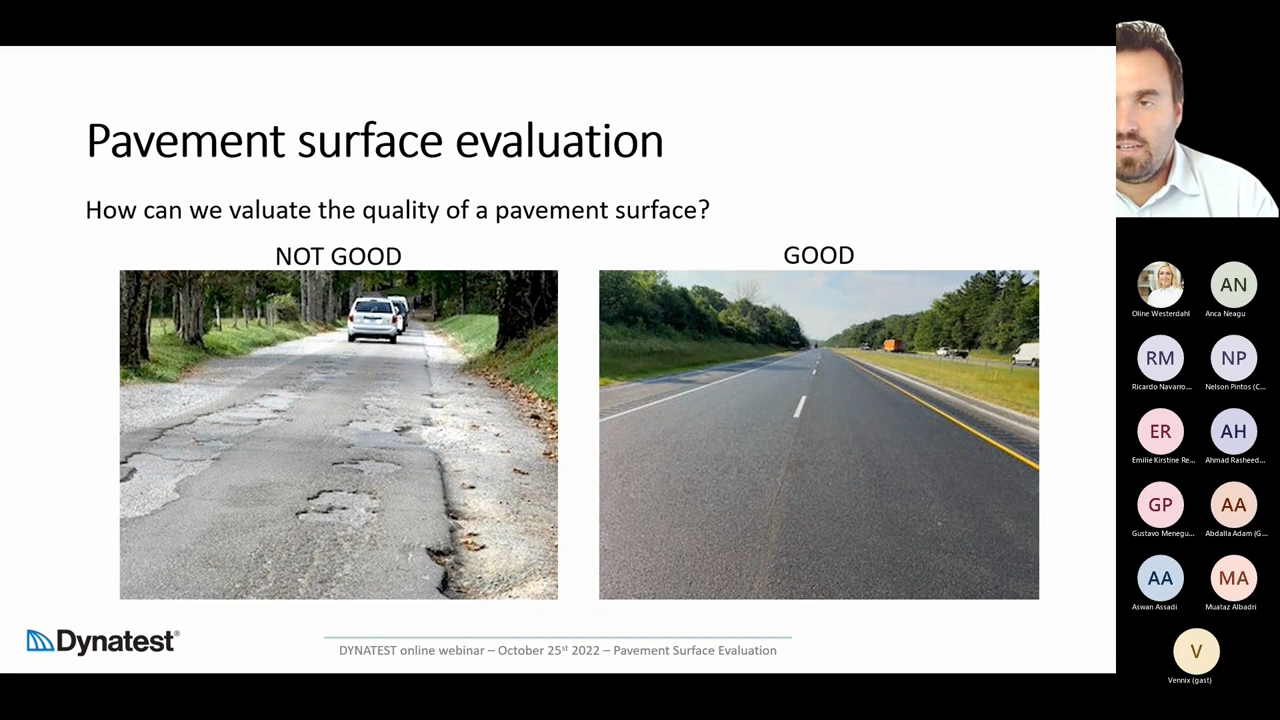 Pavement surface evaluation
How can we valuate the quality of a pavement surface?
NOT GOOD
GOOD
Dynatest®
DYNATEST online webinar – October 25st 2022 – Pavement Surface Evaluation
AN
Oline Westerdahl
Anca Neagu
RM
NP
Ricardo Navarro...
Nelson Pintos (C...
ER
AH
Emilie Kirstine Re...
Ahmad Rasheed...
GP
AA
Gustavo Menegu...
Abdalla Adam (G...
AA
MA
Aswan Assadi
Muataz Albadri
V
Vennix (gast)